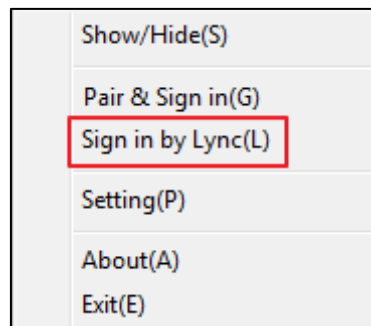 Show/Hide(S)
Pair & Sign in(G)
Sign in by Lync(L)
Setting(P)
About(A)
Exit(E)